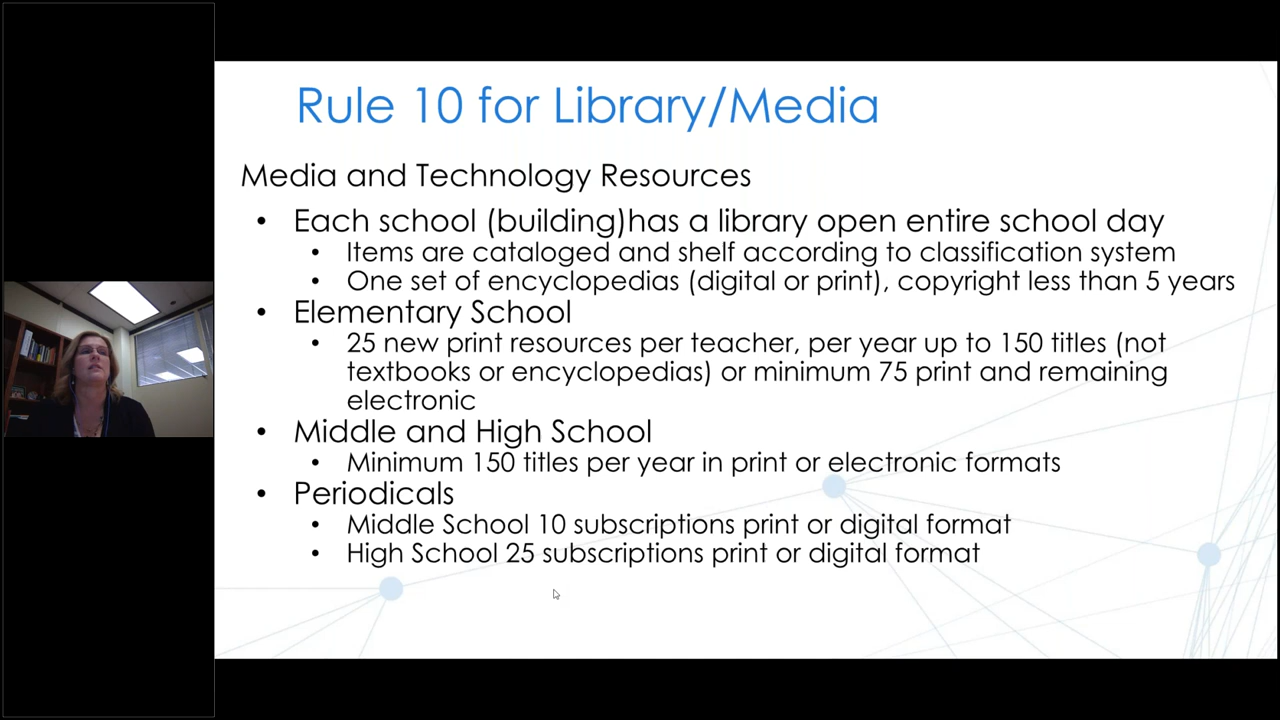 Rule 10 for Library/Media
Media and Technology Resources
• Each school (building)has a library open entire school day
• Items are cataloged and shelf according to classification system
• One set of encyclopedias (digital or print), copyright less than 5 years
• Elementary School
• 25 new print resources per teacher, per year up to 150 titles (not
textbooks or encyclopedias) or minimum 75 print and remaining
electronic
• Middle and High School
• Minimum 150 titles per year in print or electronic formats
• Periodicals
• Middle School 10 subscriptions print or digital format
• High School 25 subscriptions print or digital format